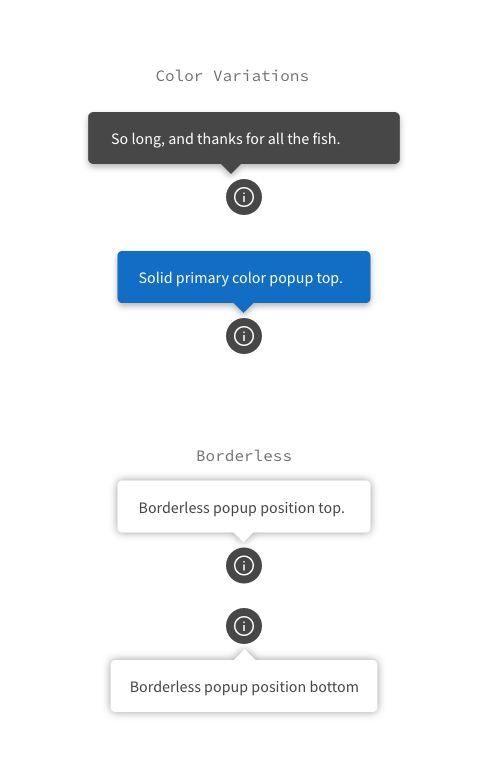 Color Variations
So long, and thanks for all the fish.
Solid primary color popup top.
Borderless
Borderless popup position top.
Borderless popup position bottom